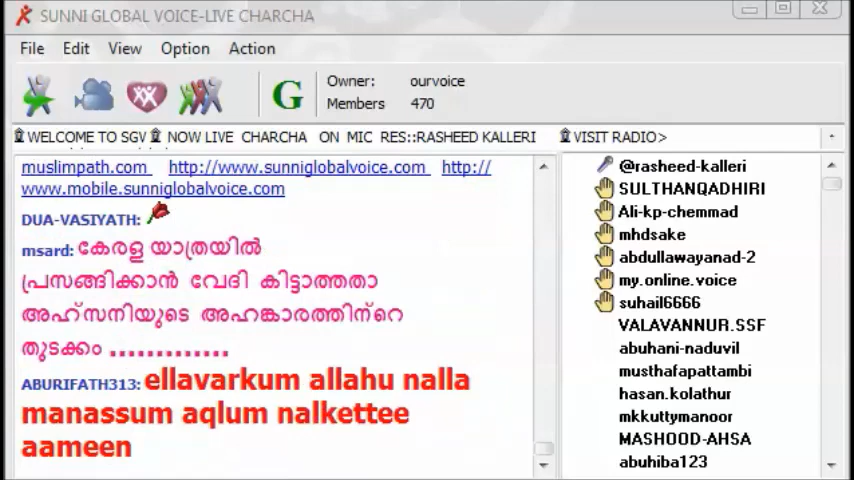 SUNNI GLOBAL VOICE-LIVE CHARCHA
File Edit View Option Action
G
Owner: ourvoice
Members 470
WELCOME TO SGV NOW LIVE CHARCHA ON MIC RES::RASHEED KALLERI VISIT RADIO>
muslimpath.com http://www.sunniglobalvoice.com http://
www.mobile.sunniglobalvoice.com
DUA-VASIYATH:
msard: കേരള യാത്രയിൽ
പ്രസങ്ങിക്കാൻ വേദി കിട്ടാത്തതാ
അഹ്സനിയുടെ അഹങ്കാരത്തിൻറെ
തുടക്കം .............
ABURIFATH313: ellavarkum allahu nalla
manassum aqlum nalkettee
aameen
@rasheed-kalleri
SULTHANQADHIRI
Ali-kp-chemmad
mhdsake
abdullawayanad-2
my.online.voice
suhail6666
VALAVANNUR.SSF
abuhani-naduvil
musthafapattambi
hasan.kolathur
mkkuttymanoor
MASHOOD-AHSA
abuhiba123